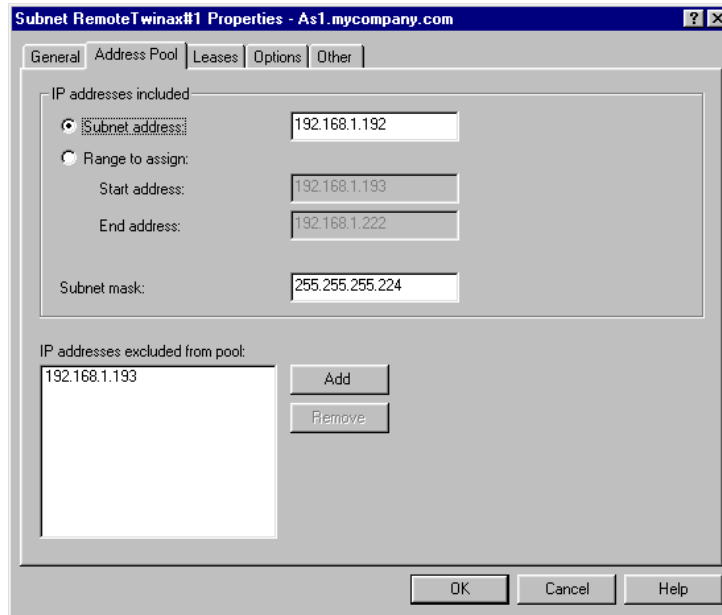 Subnet RemoteTwinax#1 Properties - As1.mycompany.com
General Address Pool Leases Options Other
IP addresses included
Subnet address: 192.168.1.192
Range to assign:
Start address: 192.168.1.193
End address: 192.168.1.222
Subnet mask: 255.255.255.224
IP addresses excluded from pool:
192.168.1.193 Add
Remove
OK Cancel Help